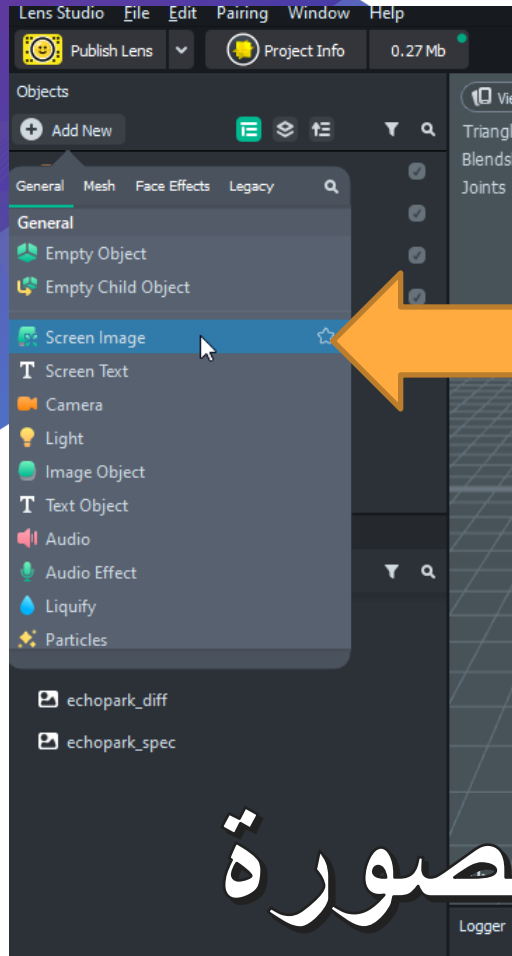 Lens Studio File Edit Pairing Window Help
Publish Lens Project Info 0.27 Mb
Objects
Add New
General Mesh Face Effects Legacy
General
Empty Object
Empty Child Object
Screen Image
T Screen Text
Camera
Light
Image Object
T Text Object
Audio
Audio Effect
Liquify
Particles
echopark_diff
echopark_spec
Joints
صورة
Logger